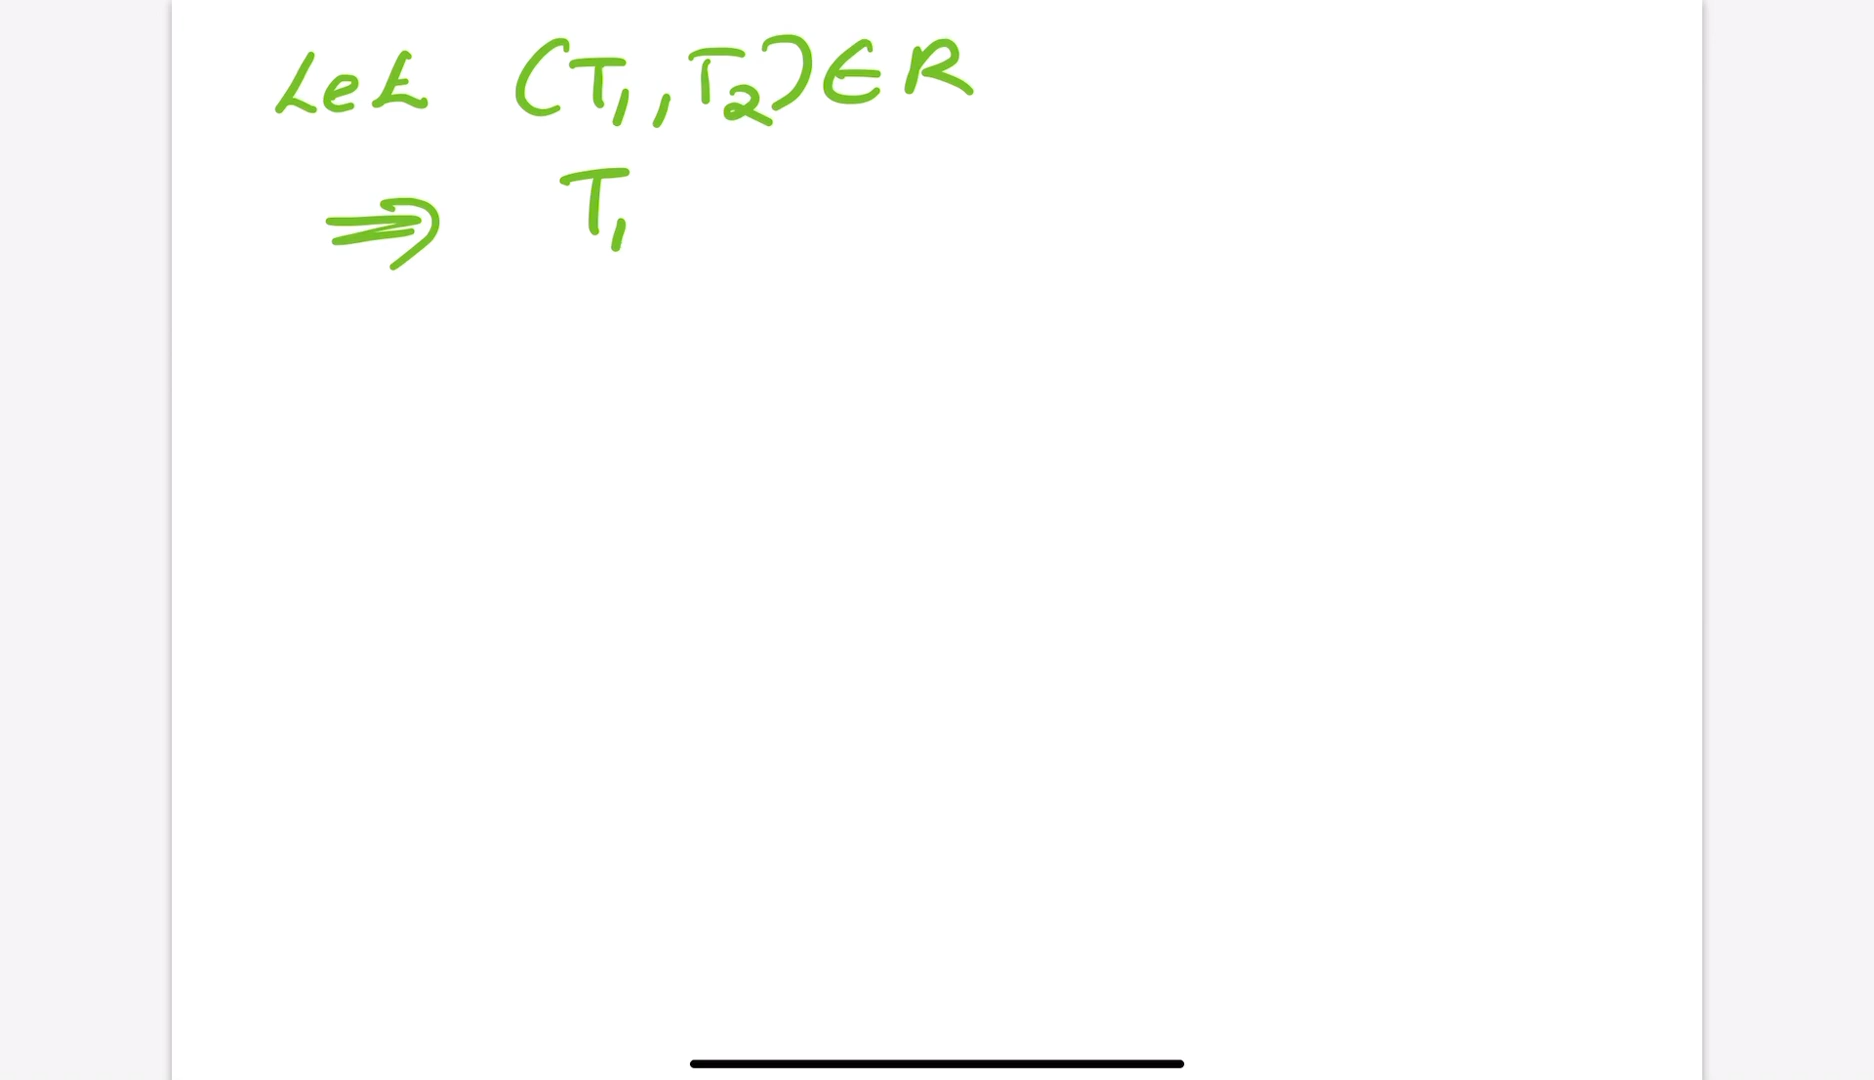 Let (T₁, T₂) ∈ R
⇒ T₁